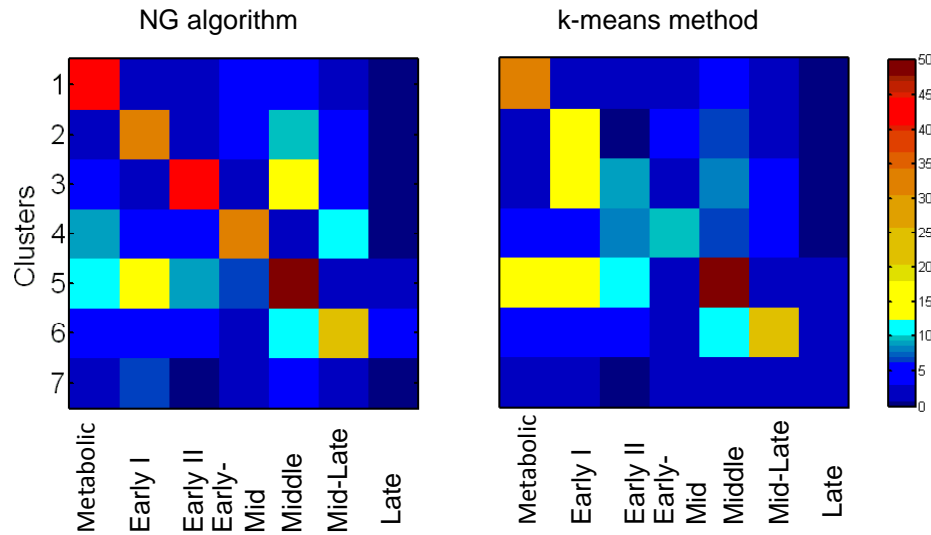 NG algorithm
k-means method
Clusters
1
2
3
4
5
6
7
50
45
40
35
30
25
20
15
10
5
0
Metabolic
Early I
Early II
Early-
Mid
Middle
Mid-Late
Late
Metabolic
Early I
Early II
Early-
Mid
Middle
Mid-Late
Late